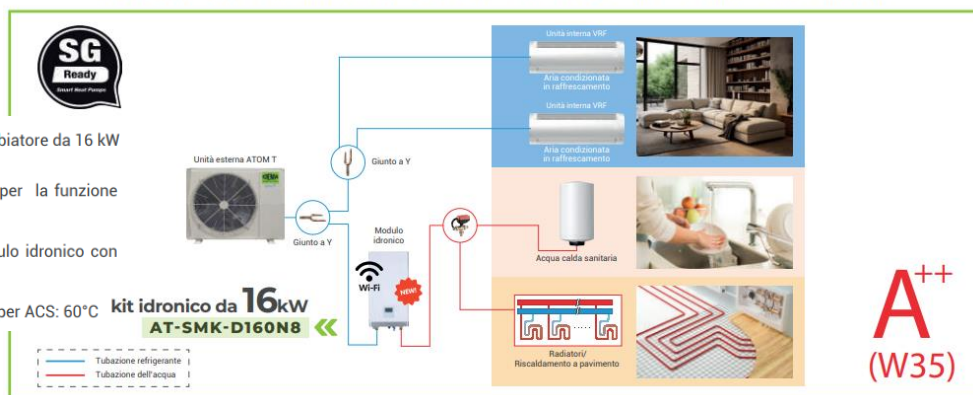 SG
Ready
Smart Heat Pumps
biatore da 16 kW
per la funzione
ulo idronico con
per ACS: 60°C
kit idronico da 16kW
AT-SMK-D160N8
Tubazione refrigerante
Tubazione dell'acqua
Unità esterna ATOM T
Giunto a Y
Giunto a Y
Modulo
idronico
Wi-Fi
NEW!
Unità interna VRF
Aria condizionata
in raffrescamento
Unità interna VRF
Aria condizionata
in raffrescamento
Acqua calda sanitaria
Radiatori/
Riscaldamento a pavimento
A++
(W35)